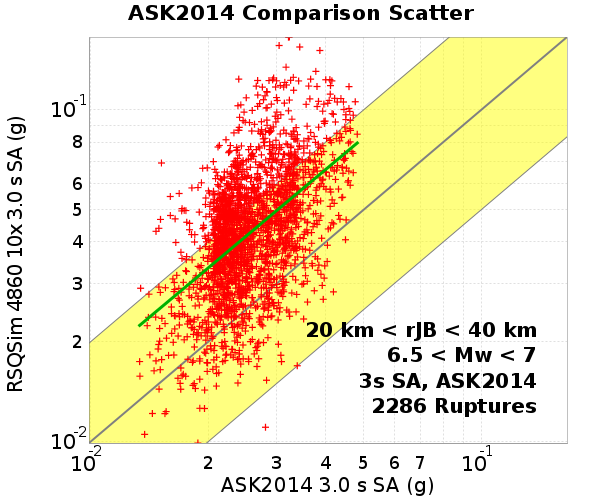 ASK2014 Comparison Scatter
RSQSim 4860 10x 3.0 s SA (g)
10-1
8
6
5
4
3
2
10-2
20 km < rJB < 40 km
6.5 < Mw < 7
3s SA, ASK2014
2286 Ruptures
10-2 2 3 4 5 6 7 10-1
ASK2014 3.0 s SA (g)